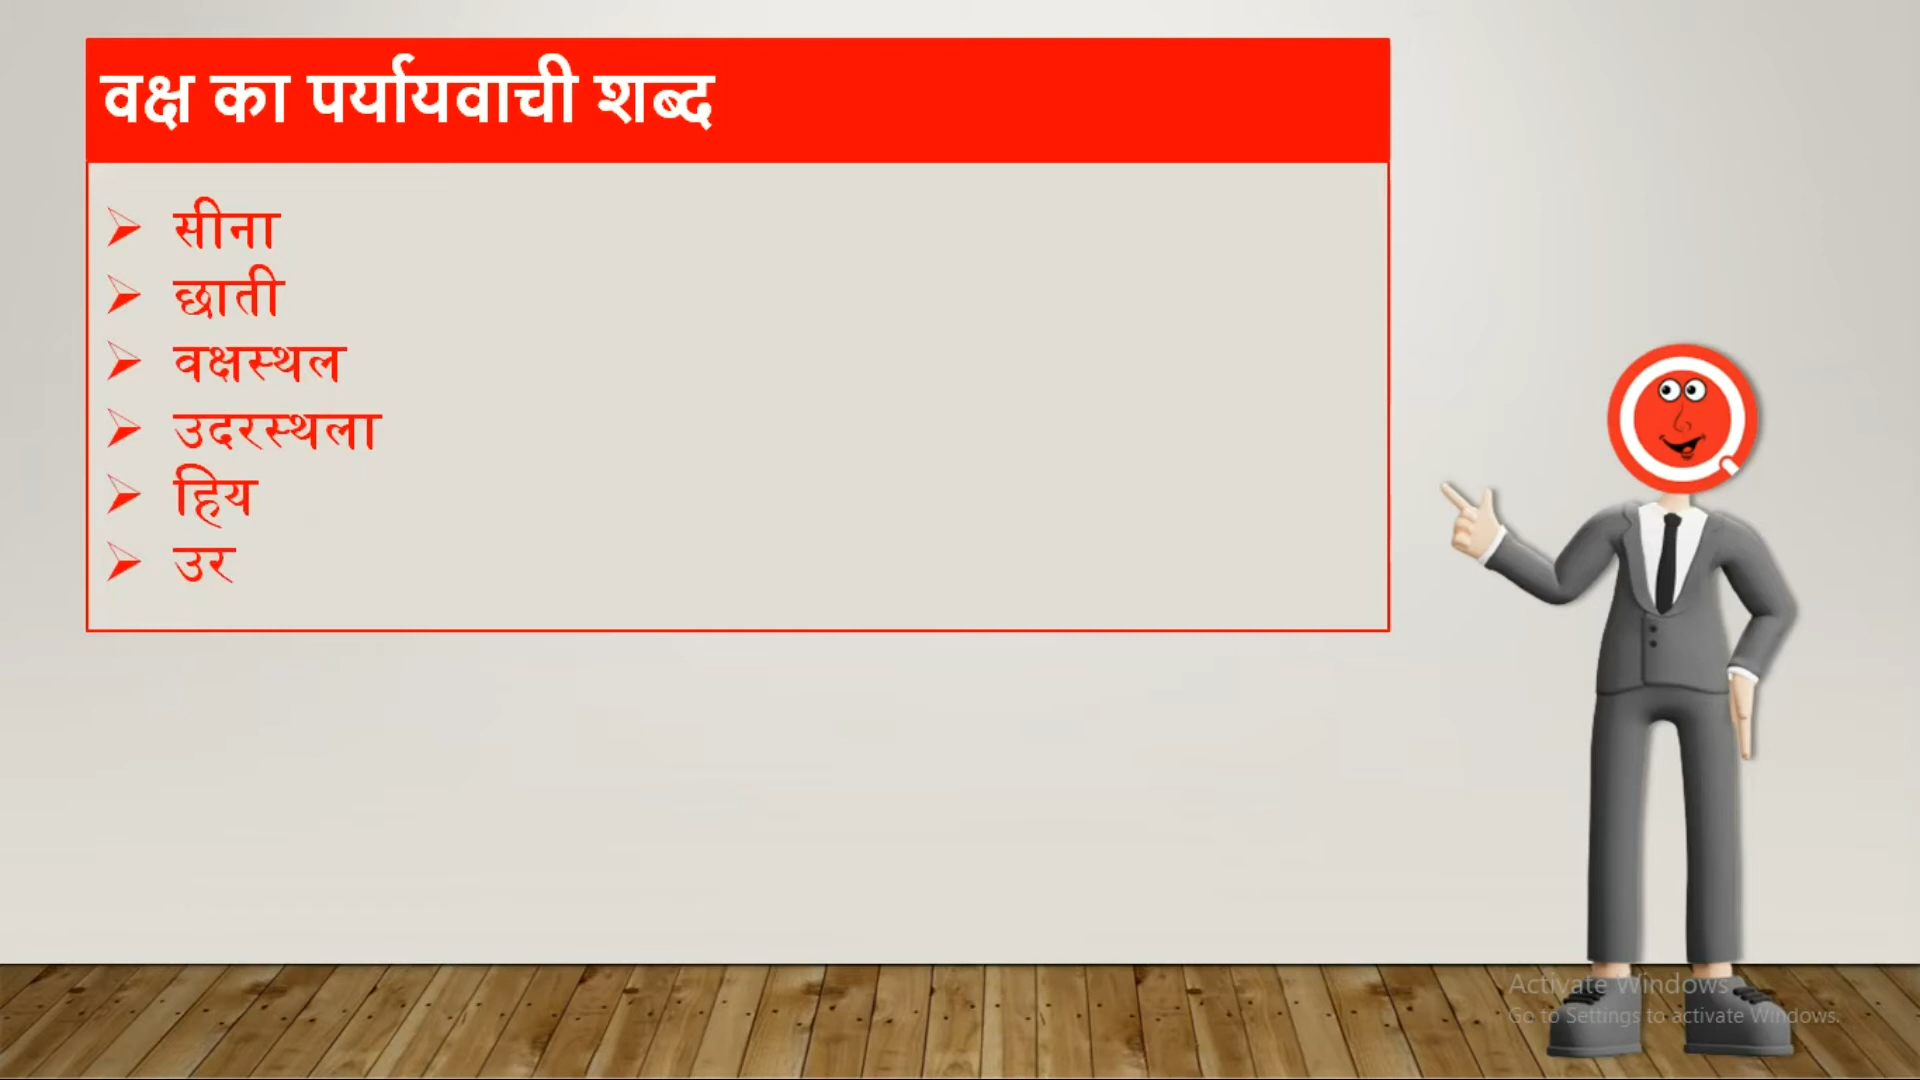 वक्ष का पर्यायवाची शब्द
सीना
छाती
वक्षस्थल
उदरस्थला
हिय
उर
Activate Windows
Go to Settings to activate Windows.